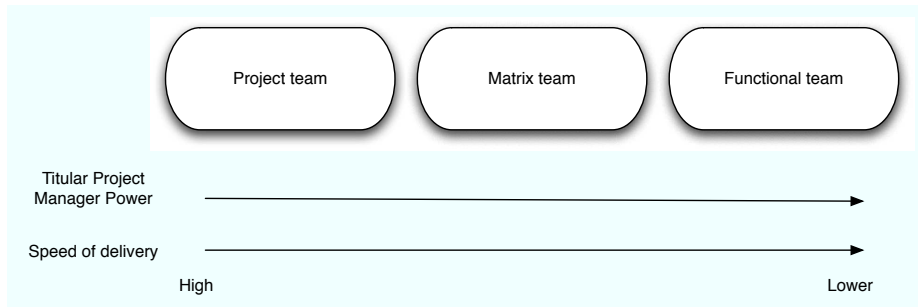 Project team
Matrix team
Functional team
Titular Project
Manager Power
Speed of delivery
High
Lower